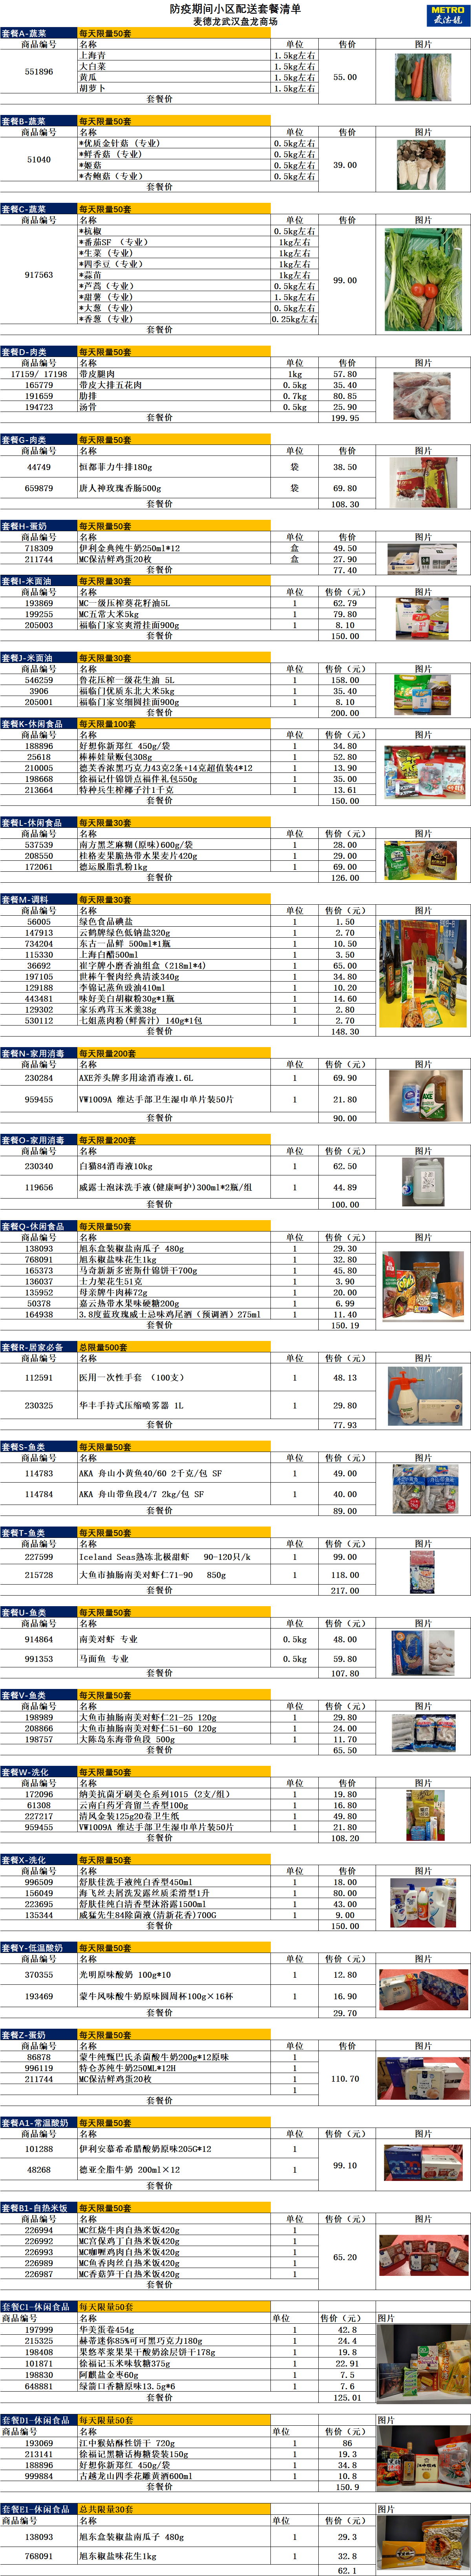 防疫期间小区配送套餐清单
麦德龙武汉盘龙商场
METRO
麦德龙
套餐A-蔬菜 每天限量50套
商品编号 名称 单位 售价 图片
551896 55.00
上海青 1.5kg左右
大白菜 1.5kg左右
黄瓜 1.5kg左右
胡萝卜 1.5kg左右
套餐价
套餐B-蔬菜 每天限量50套
商品编号 名称 单位 售价 图片
51040 39.00
*优质金针菇（专业） 0.5kg左右
*鲜香菇（专业） 0.5kg左右
*姬菇 0.5kg左右
*杏鲍菇（专业） 0.5kg左右
套餐价
套餐C-蔬菜 每天限量50套
商品编号 名称 单位 售价 图片
917563 99.00
*杭椒 0.5kg左右
*番茄SF （专业） 1kg左右
*生菜（专业） 1kg左右
*四季豆（专业） 1kg左右
*蒜苗 1kg左右
*芦蒿（专业） 0.5kg左右
*甜薯（专业） 1.5kg左右
*大葱（专业） 0.5kg左右
*香葱（专业） 0.25kg左右
套餐价
套餐D-肉类 每天限量50套
商品编号 名称 单位 售价 图片
17159/ 17198 带皮腿肉 1kg 57.80
165779 带皮大排五花肉 0.5kg 35.40
191659 肋排 0.7kg 80.85
194723 汤骨 0.5kg 25.90
套餐价 199.95
套餐G-肉类 每天限量50套
商品编号 名称 单位 售价 图片
44749 恒都菲力牛排180g 袋 38.50
659879 唐人神玫瑰香肠500g 袋 69.80
套餐价 108.30
套餐H-蛋奶 每天限量50套
商品编号 名称 单位 售价 图片
718309 伊利金典纯牛奶250ml*12 盒 49.50
211744 MC保洁鲜鸡蛋20枚 盒 27.90
套餐价 77.40
套餐I-米面油 每天限量30套
商品编号 名称 单位 售价（元） 图片
193869 MC一级压榨葵花籽油5L 1 62.79
199255 MC五常大米5kg 1 79.80
205003 福临门家宴爽滑挂面900g 1 8.10
套餐价 150.00
套餐J-米面油 每天限量30套
商品编号 名称 单位 售价（元） 图片
546259 鲁花压榨一级花生油 5L 1 158.00
3906 福临门优质东北大米5kg 1 35.40
205001 福临门家宴细圆挂面900g 1 8.10
套餐价 200.00
套餐K-休闲食品 每天限量100套
商品编号 名称 单位 售价（元） 图片
188896 好想你新郑红 450g/袋 1 34.80
25618 棒棒娃量贩包308g 1 52.80
210005 德芙香浓黑巧克力43克2条+14克超值装4*12 1 13.90
198668 徐福记什锦饼点福件礼包550g 1 35.00
213664 特种兵生榨椰子汁1千克 1 13.61
套餐价 150.00
套餐L-休闲食品 每天限量30套
商品编号 名称 单位 售价（元） 图片
537539 南方黑芝麻糊(原味)600g/袋 1 28.00
208550 桂格麦果脆热带水果麦片420g 1 29.00
172061 德运脱脂乳粉1kg 1 69.00
套餐价 126.00
套餐M-调料 每天限量30套
商品编号 名称 单位 售价（元） 图片
56005 绿色食品碘盐 1 1.50
147913 云鹤牌绿色低钠盐320g 1 2.70
734204 东古一品鲜 500ml*1瓶 1 10.50
115330 上海白醋500ml 1 3.50
36692 崔字牌小磨香油组盒（218ml*4） 1 65.00
197105 世棒午餐肉经典清淡340g 1 34.80
129188 李锦记蒸鱼豉油410ml 1 10.20
443481 味好美白胡椒粉30g*1瓶 1 14.60
129302 家乐鸡茸玉米羹38g 1 2.80
530112 七姐蒸肉粉(鲜酱汁) 140g*1包 1 2.70
套餐价 148.30
套餐N-家用消毒 每天限量200套
商品编号 名称 单位 售价（元） 图片
230284 AXE斧头牌多用途消毒液1.6L 1 69.90
959455 VW1009A 维达手部卫生湿巾单片装50片 1 21.80
套餐价 90.00
套餐O-家用消毒 每天限量200套
商品编号 名称 单位 售价（元） 图片
230340 白猫84消毒液10kg 1 62.50
119656 威露士泡沫洗手液(健康呵护)300ml*2瓶/组 1 44.89
套餐价 100.00
套餐Q-休闲食品 每天限量50套
商品编号 名称 单位 售价（元） 图片
138093 旭东盒装椒盐南瓜子 480g 1 29.30
768091 旭东椒盐味花生1kg 1 32.80
165373 马奇新新多密斯什锦饼干700g 1 45.80
136037 士力架花生51克 1 3.90
135952 母亲牌牛肉棒72g 1 20.00
50378 嘉云热带水果味硬糖200g 1 6.99
164938 3.8度蓝玫瑰威士忌味鸡尾酒（预调酒）275ml 1 11.40
套餐价 150.19
套餐R-居家必备 总限量500套
商品编号 名称 单位 售价（元） 图片
112591 医用一次性手套 （100支） 1 48.13
230325 华丰手持式压缩喷雾器 1L 1 29.80
套餐价 77.93
套餐S-鱼类 每天限量50套
商品编号 名称 单位 售价（元） 图片
114783 AKA 舟山小黄鱼40/60 2千克/包 SF 1 49.00
114784 AKA 舟山带鱼段4/7 2kg/包 SF 1 40.00
套餐价 89.00
套餐T-鱼类 每天限量50套
商品编号 名称 单位 售价（元） 图片
227599 Iceland Seas熟冻北极甜虾 90-120只/k 1 99.00
215728 大鱼市抽肠南美对虾仁71-90 850g 1 118.00
套餐价 217.00
套餐U-鱼类 每天限量50套
商品编号 名称 单位 售价（元） 图片
914864 南美对虾 专业 0.5kg 48.00
991353 马面鱼 专业 0.5kg 59.80
套餐价 107.80
套餐V-鱼类 每天限量50套
商品编号 名称 单位 售价（元） 图片
198989 大鱼市抽肠南美对虾仁21-25 120g 1 29.80
208866 大鱼市抽肠南美对虾仁51-60 120g 1 24.00
198757 大陈岛东海带鱼段 500g 1 11.70
套餐价 65.50
套餐W-洗化 每天限量50套
商品编号 名称 单位 售价（元） 图片
172096 纳美抗菌牙刷美仑系列1015（2支/组） 1 19.80
61308 云南白药牙膏留兰香型100g 1 16.80
227217 清风金装125g20卷卫生纸 1 49.80
959455 VW1009A 维达手部卫生湿巾单片装50片 1 21.80
套餐价 108.20
套餐X-洗化 每天限量50套
商品编号 名称 单位 售价（元） 图片
996509 舒肤佳洗手液纯白香型450ml 1 18.00
156049 海飞丝去屑洗发露丝质柔滑型1升 1 80.00
223695 舒肤佳纯白清香型沐浴露1500ml 1 43.00
135344 威猛先生84除菌液(清新花香)700G 1 9.00
套餐价 150.00
套餐Y-低温酸奶 每天限量50套
商品编号 名称 单位 售价（元） 图片
370355 光明原味酸奶 100g*10 1 12.80
193469 蒙牛风味酸牛奶原味圆周杯100g×16杯 1 16.90
套餐价 29.70
套餐Z-蛋奶 每天限量50套
商品编号 名称 单位 售价 图片
86878 蒙牛纯甄巴氏杀菌酸牛奶200g*12原味 1
996119 特仑苏纯牛奶250ML*12H 1 110.70
211744 MC保洁鲜鸡蛋20枚 1
1
套餐价
套餐A1-常温酸奶 每天限量50套
商品编号 名称 单位 售价 图片
101288 伊利安慕希希腊酸奶原味205G*12 1
99.10
48268 德亚全脂牛奶 200ml×12 1
套餐价
套餐B1-自热米饭 每天限量50套
商品编号 名称 单位 售价 图片
226994 MC红烧牛肉自热米饭420g 1
226992 MC宫保鸡丁自热米饭420g 1
226993 MC咖喱鸡肉自热米饭420g 1 65.20
226989 MC鱼香肉丝自热米饭420g 1
226987 MC香菇笋干自热米饭420g 1
套餐价
套餐C1-休闲食品 每天限量50套
商品编号 名称 单位 售价（元） 图片
197999 华美蛋卷454g 1 42.8
215325 赫蒂迷你85%可可黑巧克力180g 1 24.4
198408 果悠萃浆果果干酸奶涂层饼干178g 1 19.8
101871 徐福记玉米味软糖375g 1 22.91
198830 阿麒盐金枣60g 1 7.5
648881 绿箭口香糖原味13.5g*6 1 7.6
套餐价 125.01
套餐D1-休闲食品 每天限量50套
商品编号 名称 单位 售价（元） 图片
193069 江中猴姑酥性饼干 720g 1 86
213141 徐福记黑糖话梅糖袋装150g 1 19.3
188896 好想你新郑红 450g/袋 1 34.8
999884 古越龙山四季花雕黄酒600ml 1 10.8
套餐价 150.9
套餐E1-休闲食品 总共限量30套
商品编号 名称 单位 售价（元） 图片
138093 旭东盒装椒盐南瓜子 480g 1 29.3
768091 旭东椒盐味花生1kg 1 32.8
62.1